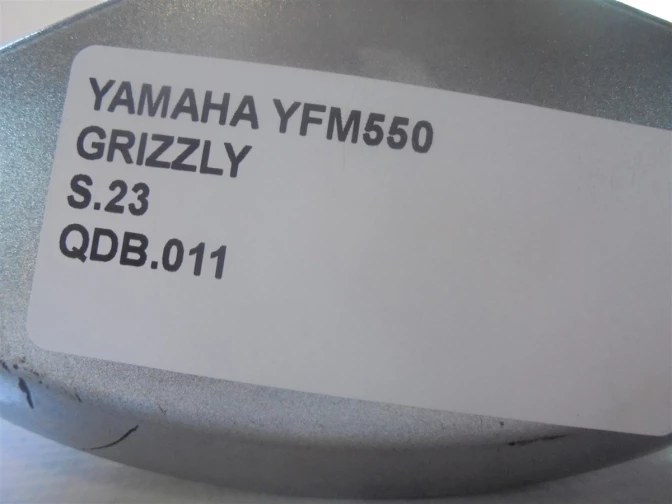 YAMAHA YFM550
GRIZZLY
S.23
QDB.011